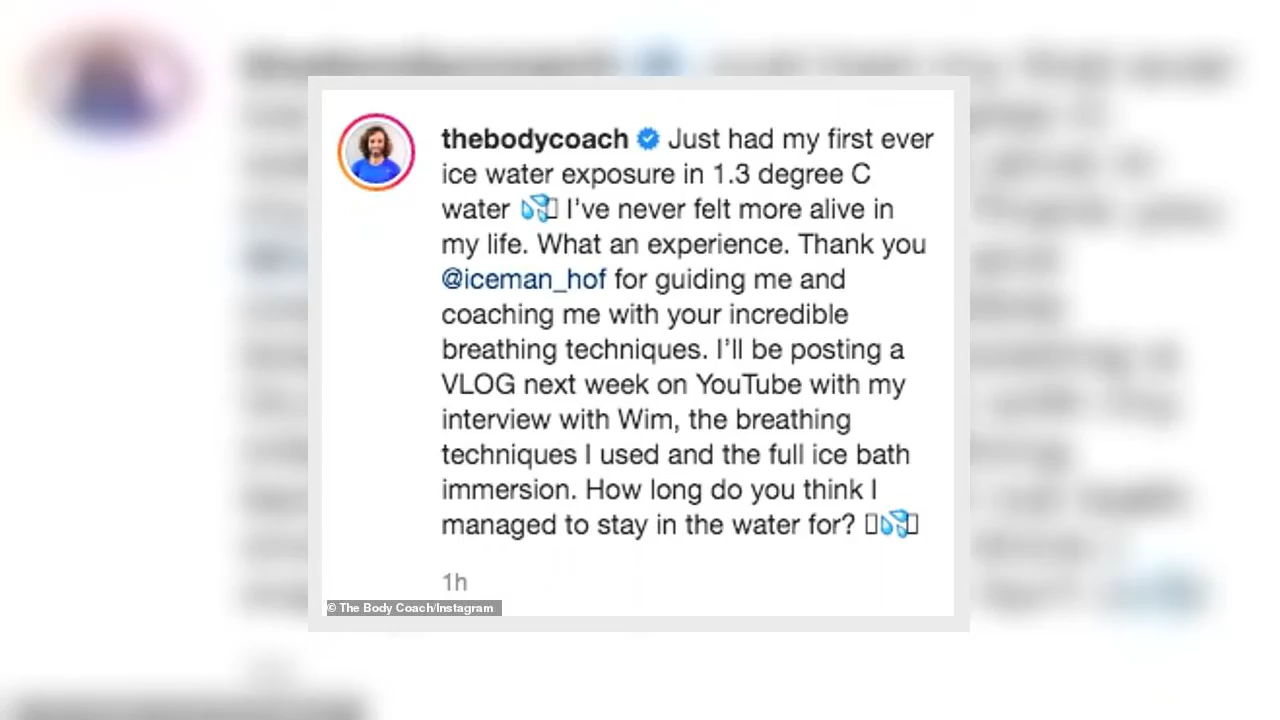 thebodycoach Just had my first ever
ice water exposure in 1.3 degree C
water 💦▯ I've never felt more alive in
my life. What an experience. Thank you
@iceman_hof for guiding me and
coaching me with your incredible
breathing techniques. I'll be posting a
VLOG next week on YouTube with my
interview with Wim, the breathing
techniques I used and the full ice bath
immersion. How long do you think I
managed to stay in the water for? ▯💦▯
1h
© The Body Coach/Instagram